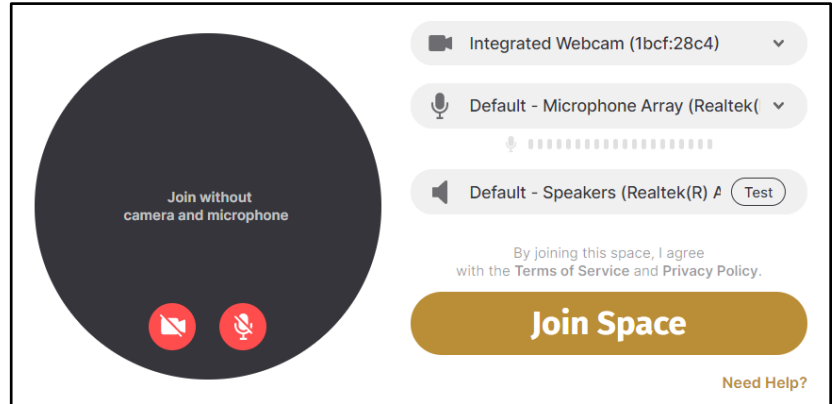 Join without
camera and microphone
Integrated Webcam (1bcf:28c4)
Default - Microphone Array (Realtek(
Default - Speakers (Realtek(R) A
Test
By joining this space, I agree
with the Terms of Service and Privacy Policy.
Join Space
Need Help?